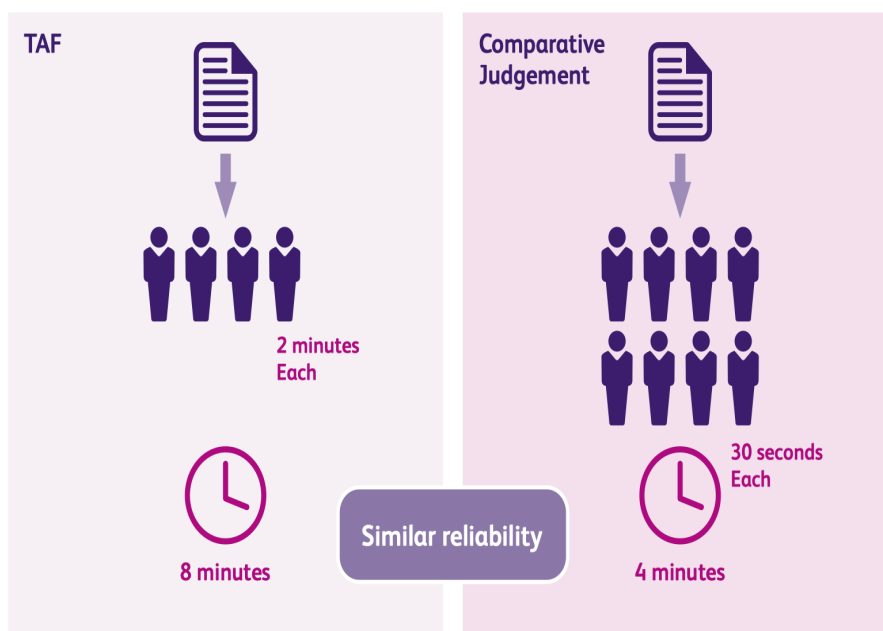 TAF
2 minutes
Each
8 minutes
Comparative
Judgement
30 seconds
Each
4 minutes
Similar reliability